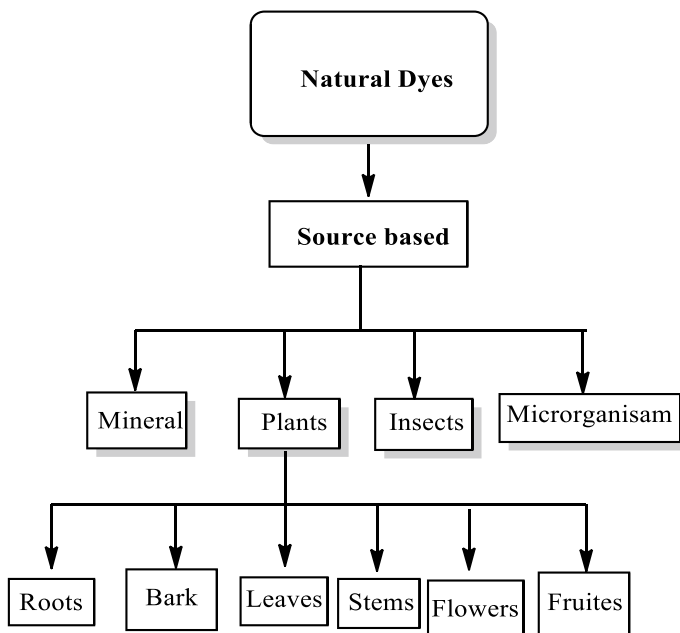 Natural Dyes
Source based
Mineral
Plants
Insects
Microrganisam
Roots
Bark
Leaves
Stems
Flowers
Fruites